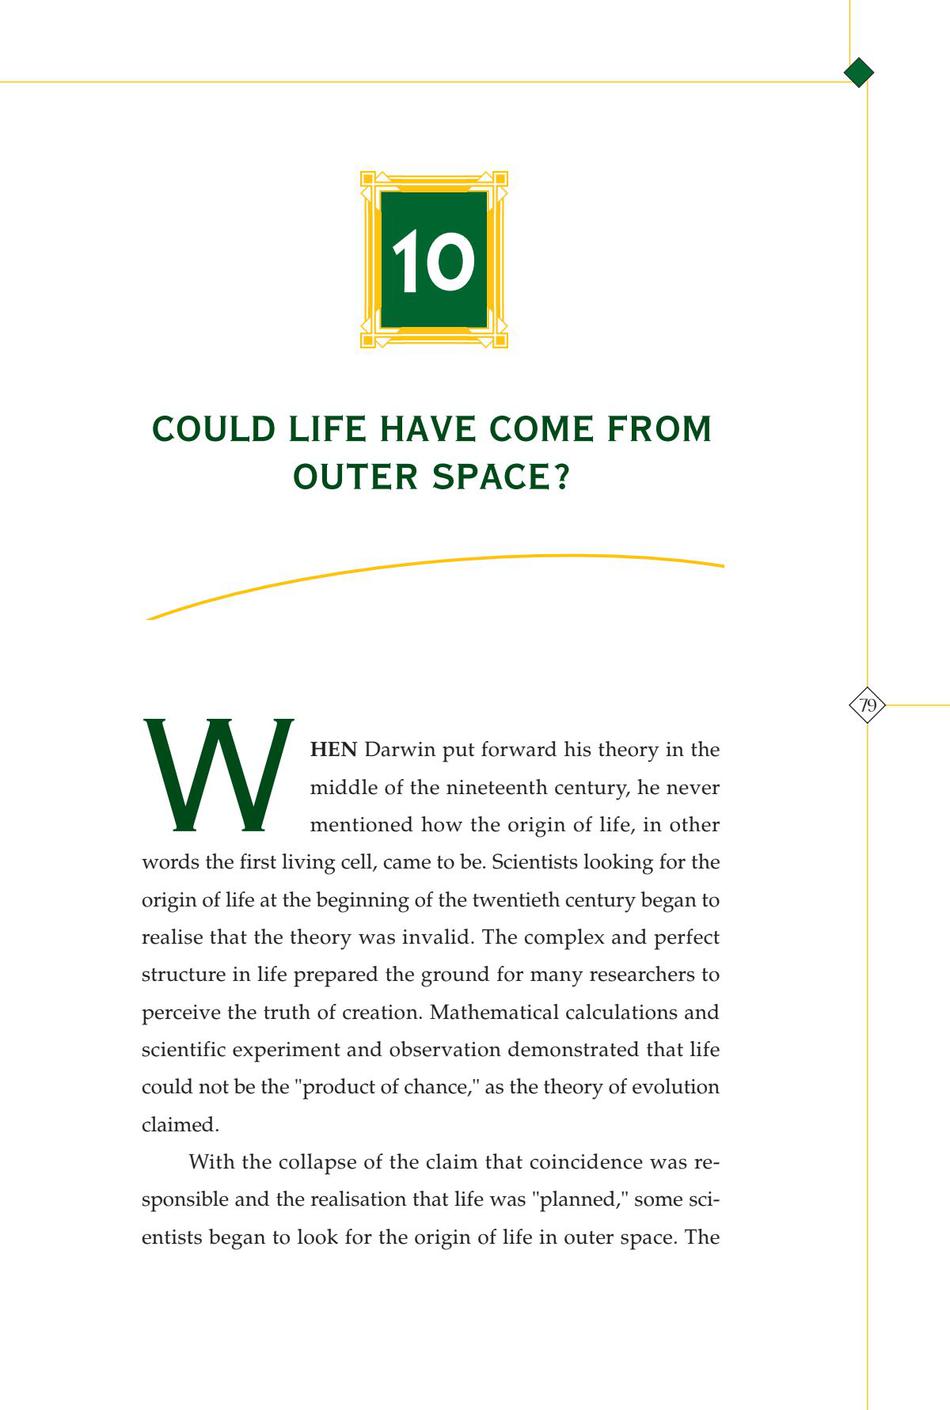 10
COULD LIFE HAVE COME FROM
OUTER SPACE?
WHEN Darwin put forward his theory in the
middle of the nineteenth century, he never
mentioned how the origin of life, in other
words the first living cell, came to be. Scientists looking for the
origin of life at the beginning of the twentieth century began to
realise that the theory was invalid. The complex and perfect
structure in life prepared the ground for many researchers to
perceive the truth of creation. Mathematical calculations and
scientific experiment and observation demonstrated that life
could not be the "product of chance," as the theory of evolution
claimed.
With the collapse of the claim that coincidence was re-
sponsible and the realisation that life was "planned," some sci-
entists began to look for the origin of life in outer space. The
79